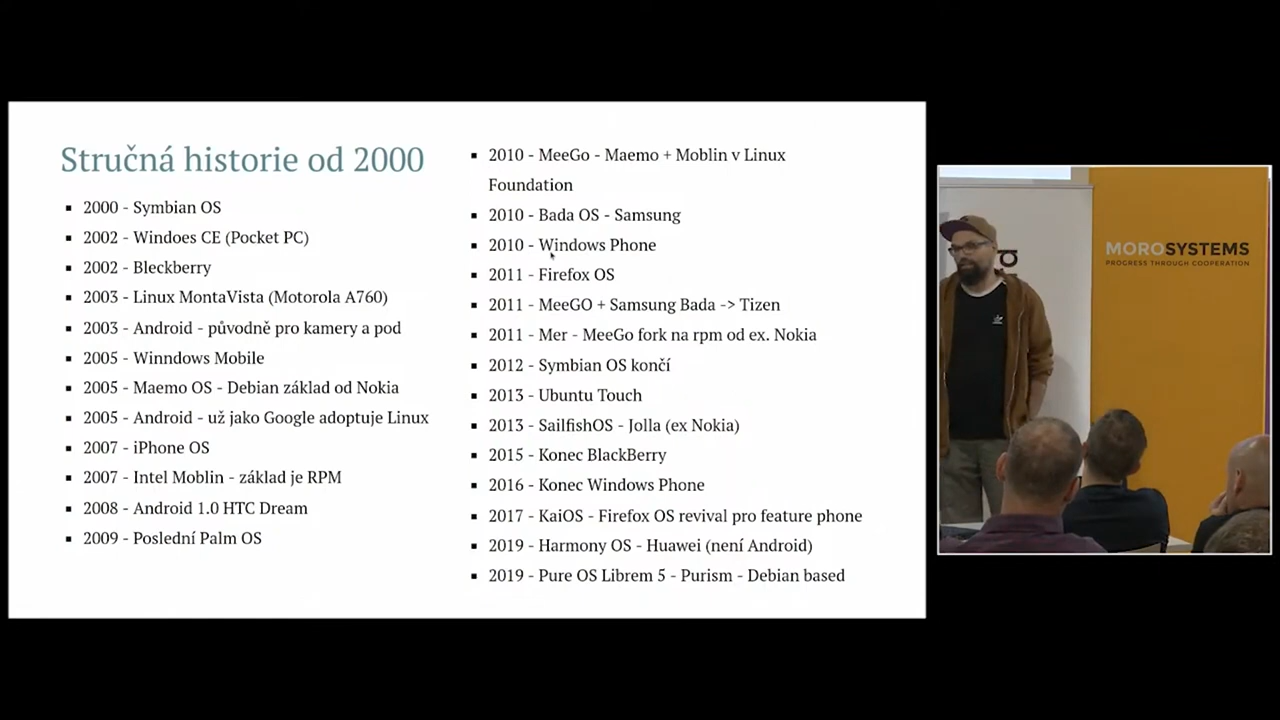 Stručná historie od 2000
2000 - Symbian OS
2002 - Windoes CE (Pocket PC)
2002 - Bleckberry
2003 - Linux MontaVista (Motorola A760)
2003 - Android - původně pro kamery a pod
2005 - Winndows Mobile
2005 - Maemo OS - Debian základ od Nokia
2005 - Android - už jako Google adoptuje Linux
2007 - iPhone OS
2007 - Intel Moblin - základ je RPM
2008 - Android 1.0 HTC Dream
2009 - Poslední Palm OS
2010 - MeeGo - Maemo + Moblin v Linux
Foundation
2010 - Bada OS - Samsung
2010 - Windows Phone
2011 - Firefox OS
2011 - MeeGO + Samsung Bada -> Tizen
2011 - Mer - MeeGo fork na rpm od ex. Nokia
2012 - Symbian OS končí
2013 - Ubuntu Touch
2013 - SailfishOS - Jolla (ex Nokia)
2015 - Konec BlackBerry
2016 - Konec Windows Phone
2017 - KaiOS - Firefox OS revival pro feature phone
2019 - Harmony OS - Huawei (není Android)
2019 - Pure OS Librem 5 - Purism - Debian based
MOROSYSTEMS
PROGRESS THROUGH COOPERATION